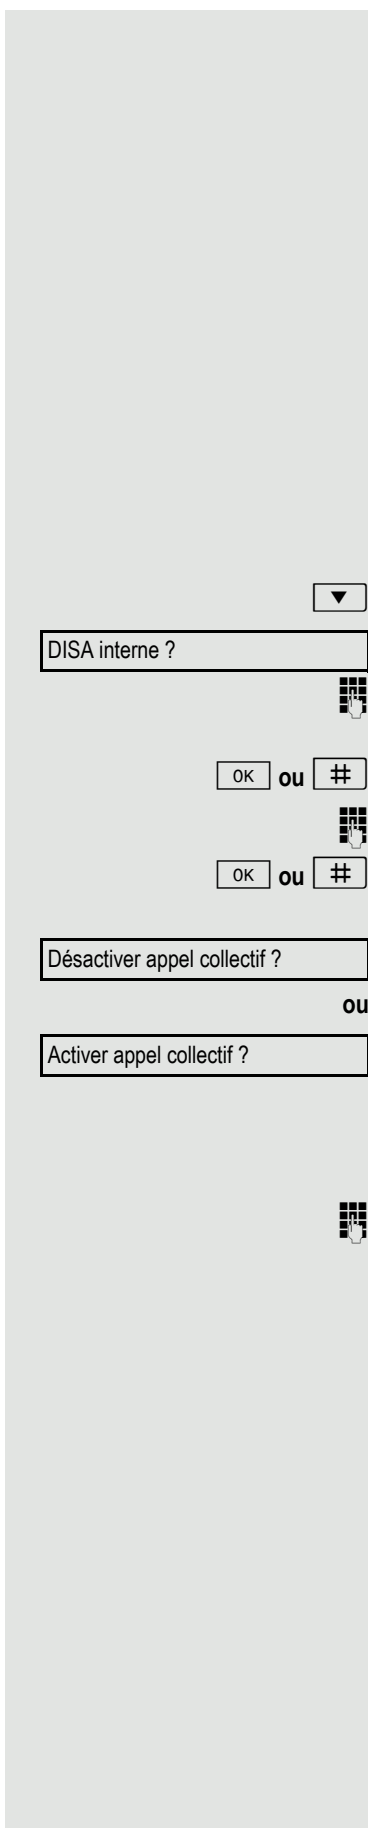 DISA interne ?
OK ou #
OK ou #
Désactiver appel collectif ?
ou
Activer appel collectif ?